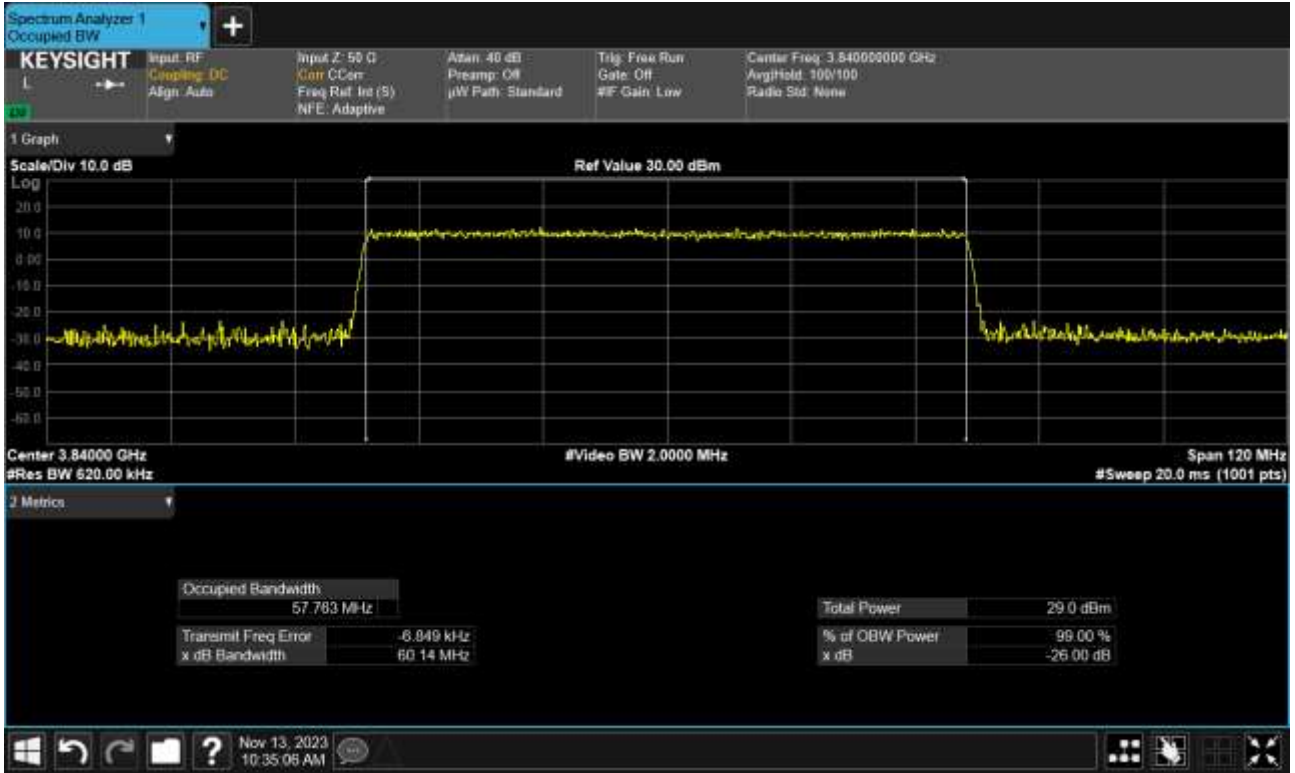 Spectrum Analyzer 1
Occupied BW
KEYSIGHT
L
Input: RF
Coupling: DC
Align: Auto
Input Z: 50 Ω
Corr CCorr
Freq Ref: Int (S)
NFE: Adaptive
Atten: 40 dB
Preamp: Off
µW Path: Standard
Trig: Free Run
Gate: Off
#IF Gain: Low
Center Freq: 3.840000000 GHz
Avg|Hold: 100/100
Radio Std: None
1 Graph
Scale/Div 10.0 dB
Ref Value 30.00 dBm
Log
20.0
10.0
0.00
-10.0
-20.0
-30.0
-40.0
-50.0
-60.0
Center 3.84000 GHz
#Video BW 2.0000 MHz
Span 120 MHz
#Res BW 620.00 kHz
#Sweep 20.0 ms (1001 pts)
2 Metrics
Occupied Bandwidth
57.763 MHz
Total Power 29.0 dBm
Transmit Freq Error -6.849 kHz
% of OBW Power 99.00 %
x dB Bandwidth 60.14 MHz
x dB -26.00 dB
Nov 13, 2023
10:35:06 AM